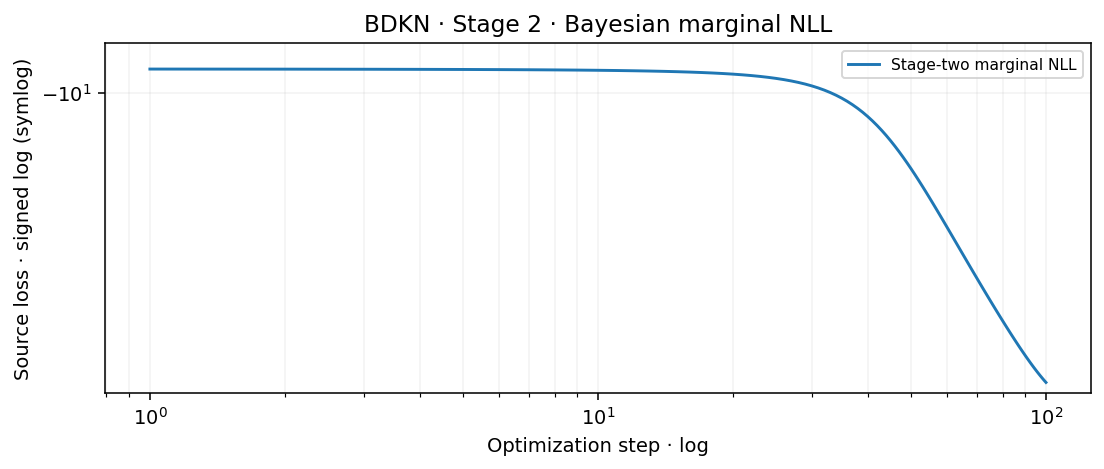 BDKN · Stage 2 · Bayesian marginal NLL
Stage-two marginal NLL
Source loss · signed log (symlog)
−10¹
10⁰ 10¹ 10²
Optimization step · log